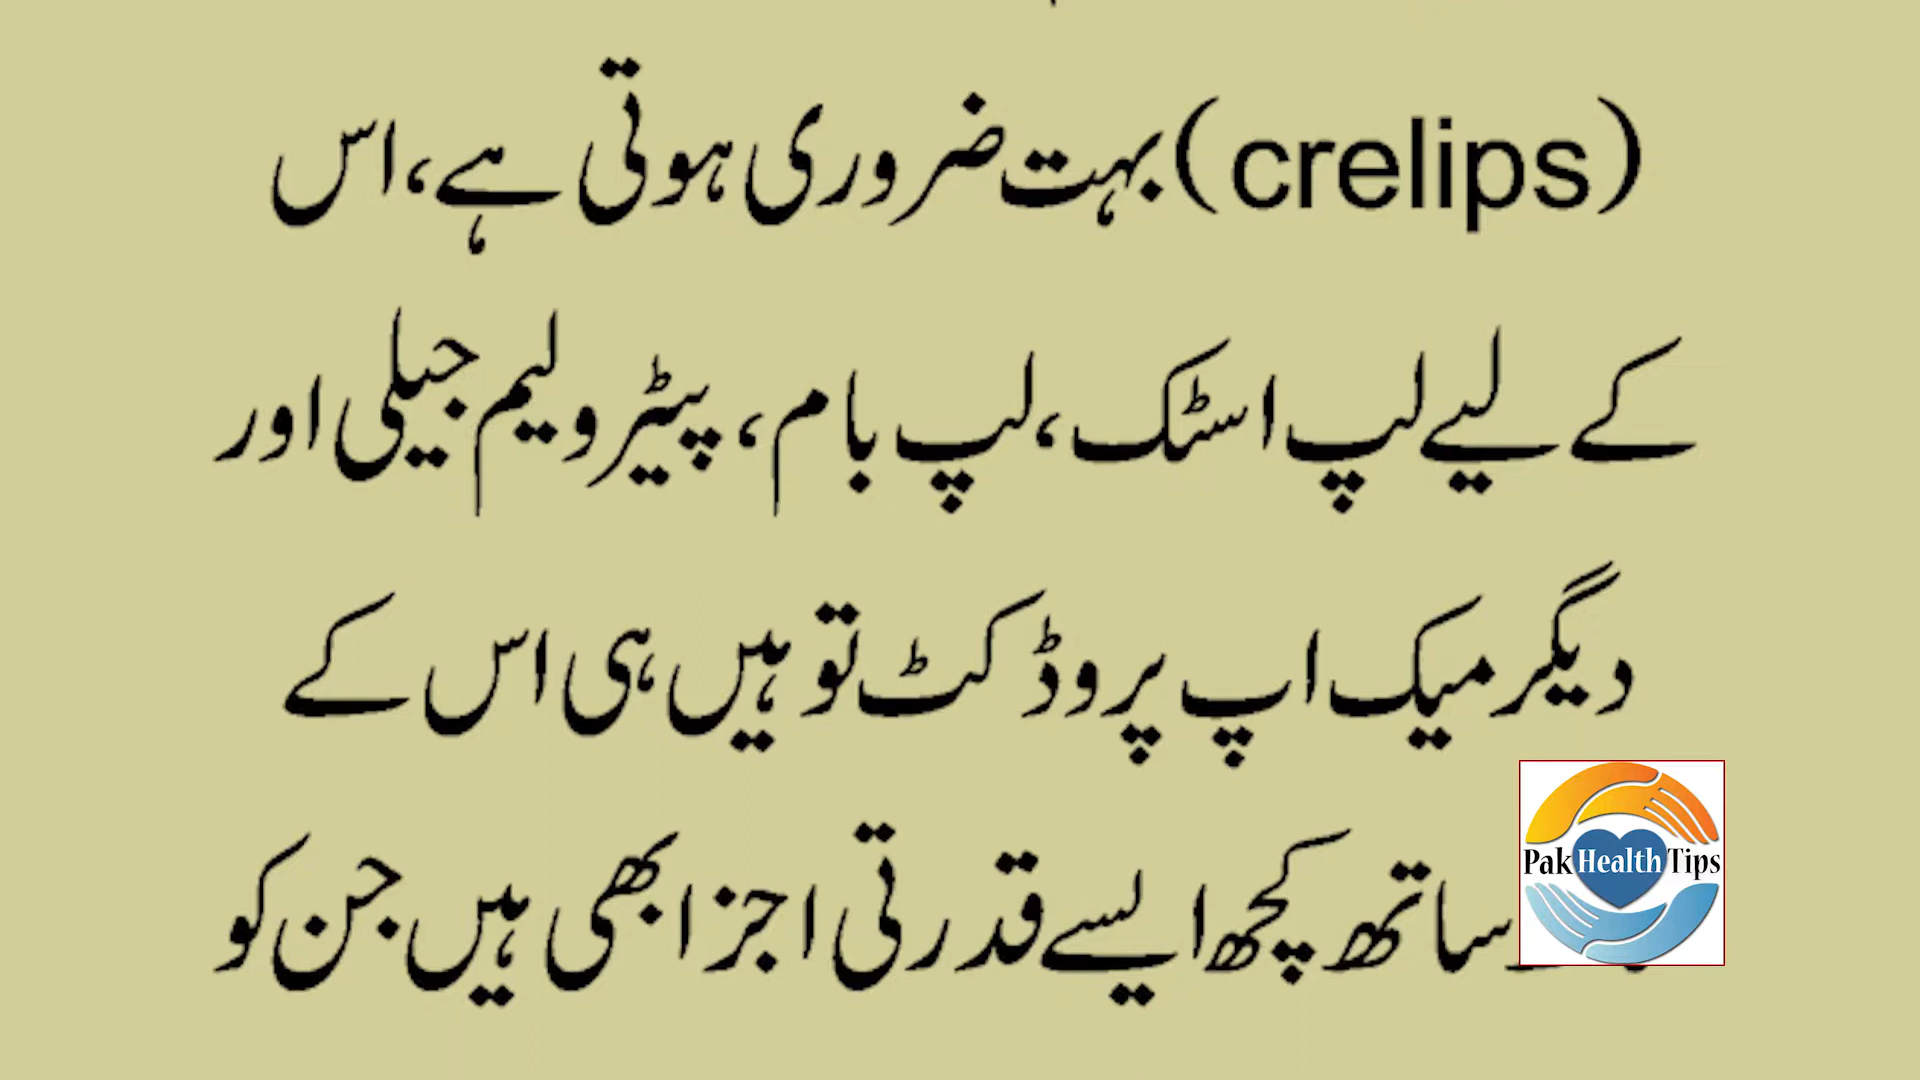 (crelips) بہت ضروری ہوتی ہے، اس
کے لیے لپ اسٹک، لپ بام، پیٹرولیم جیلی اور
دیگر میک اپ پروڈکٹ تو ہیں ہی اس کے
ساتھ کچھ ایسے قدرتی اجزا بھی ہیں جن کو
Pak Health Tips